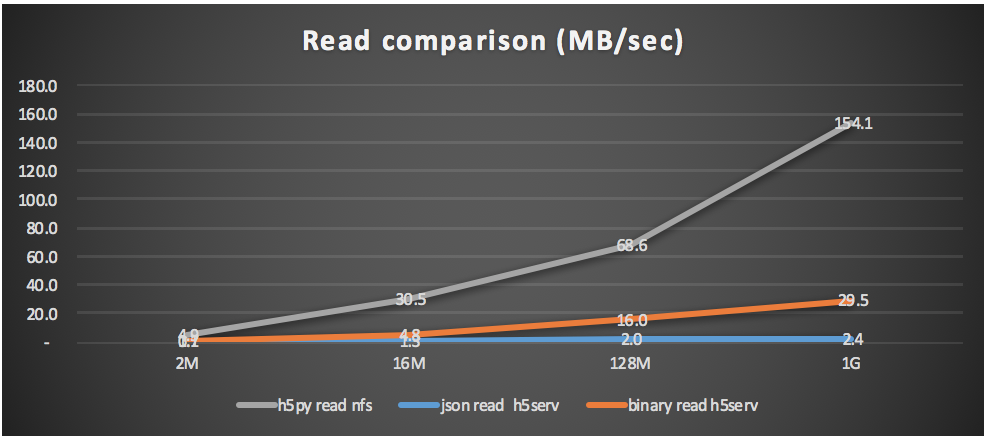 Read comparison (MB/sec)
180.0
160.0
154.1
140.0
120.0
100.0
80.0
68.6
60.0
40.0
30.5
29.5
20.0
16.0
4.8
2.0
2.4
1.3
-
2M
16M
128M
1G
h5py read nfs
json read h5serv
binary read h5serv